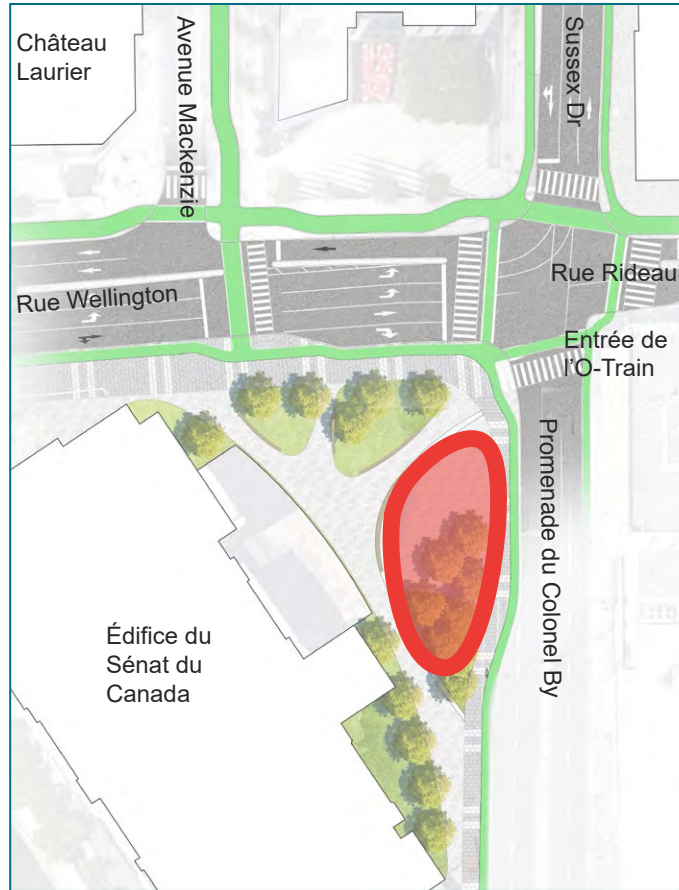 Château
Laurier
Avenue Mackenzie
Sussex Dr
Rue Wellington
Rue Rideau
Entrée de
l'O-Train
Promenade du Colonel By
Édifice du
Sénat du
Canada